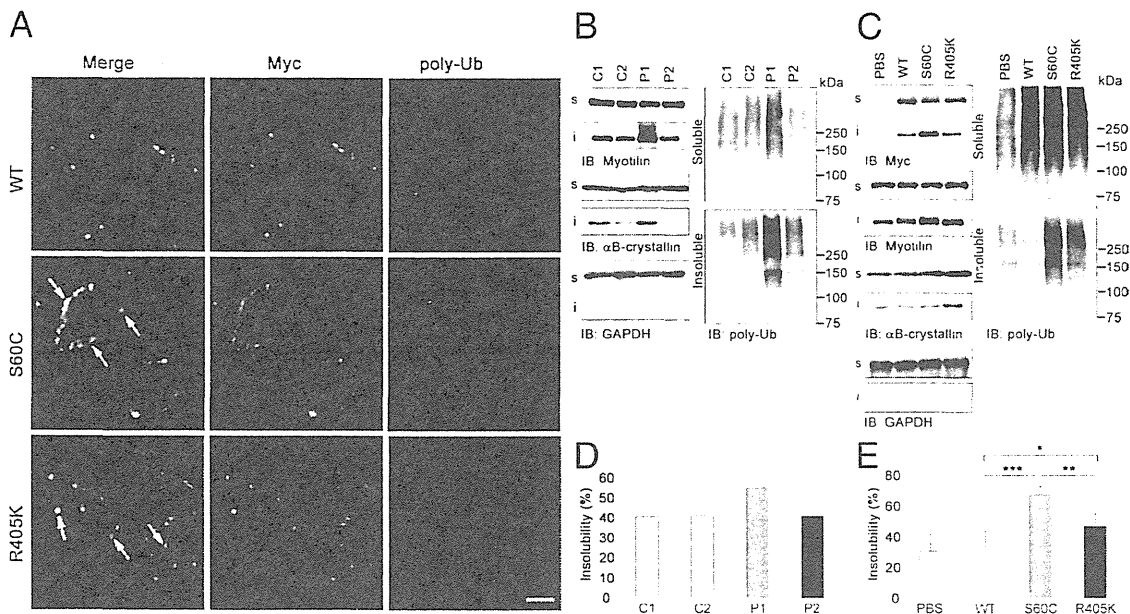 A
Merge Myc poly-Ub
WT
S60C
R405K
B
C1 C2 P1 P2 C1 C2 P1 P2
kDa
s
i
IB: Myotilin
s
i
IB: αB-crystallin
s
i
IB: GAPDH
Soluble
-250
-150
-100
-75
Insoluble
-250
-150
-100
-75
IB: poly-Ub
C
PBS WT S60C R405K PBS WT S60C R405K
kDa
s
i
IB: Myc
s
i
IB: Myotilin
s
i
IB: αB-crystallin
s
i
IB: GAPDH
Soluble
-250
-150
-100
-75
Insoluble
-250
-150
-100
-75
IB: poly-Ub
D
Insolubility (%)
60
50
40
30
20
10
0
C1 C2 P1 P2
E
Insolubility (%)
80
60
40
20
0
*
*** **
PBS WT S60C R405K